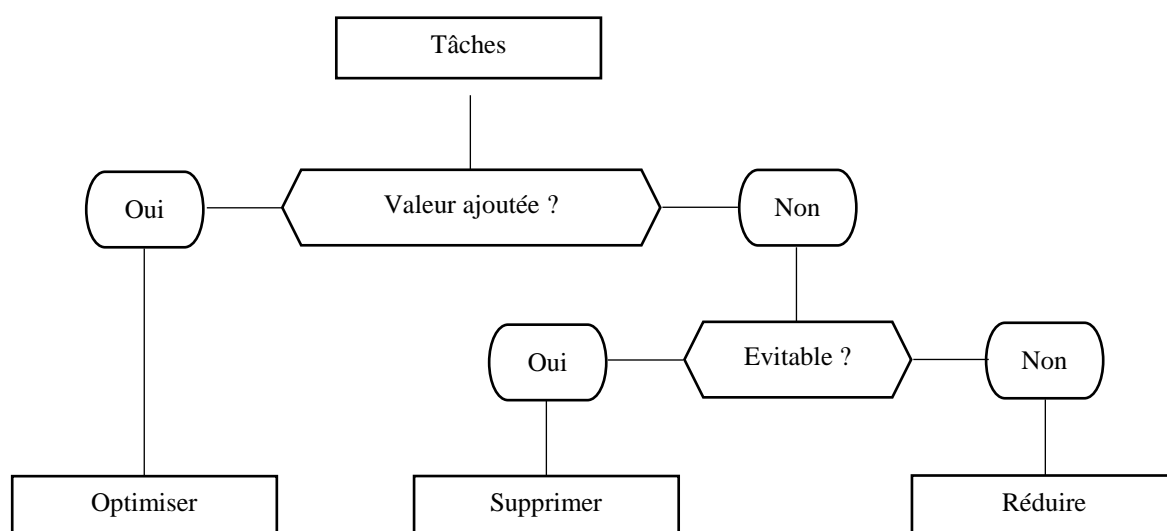 Tâches
Oui
Valeur ajoutée ?
Non
Oui
Evitable ?
Non
Optimiser
Supprimer
Réduire